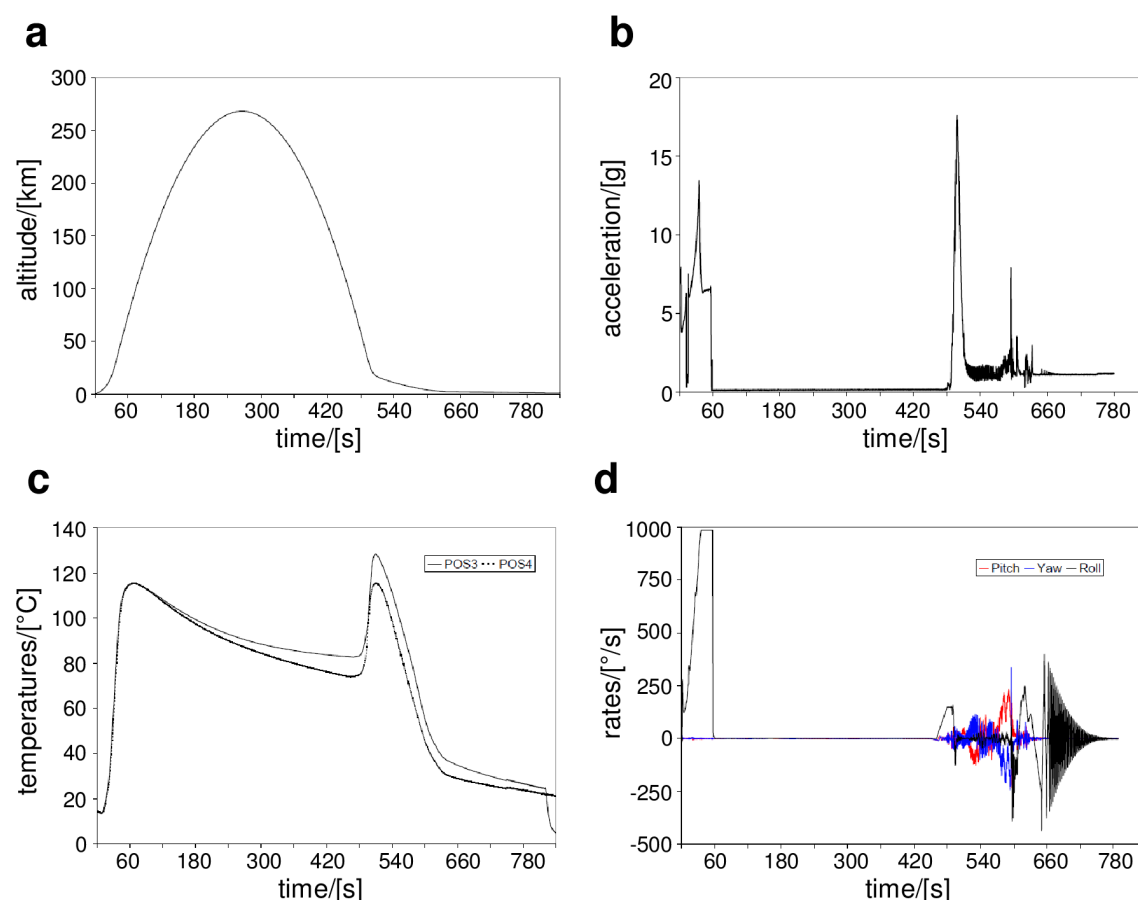 a
300
250
200
150
100
50
0
altitude/[km]
60 180 300 420 540 660 780
time/[s]
b
20
15
10
5
0
acceleration/[g]
60 180 300 420 540 660 780
time/[s]
c
140
120
100
80
60
40
20
0
temperatures/[°C]
POS3 POS4
60 180 300 420 540 660 780
time/[s]
d
1000
750
500
250
0
-250
-500
rates/[°/s]
Pitch Yaw Roll
60 180 300 420 540 660 780
time/[s]